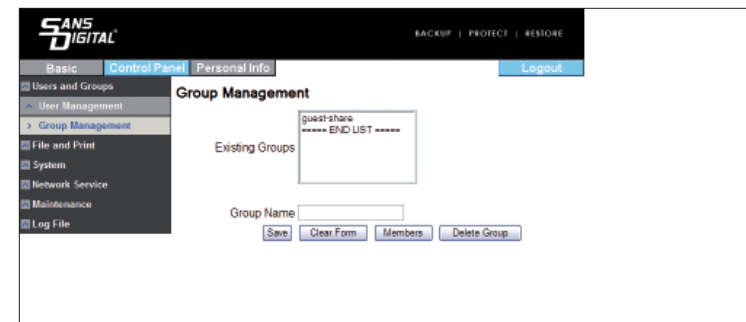 SANS DIGITAL
BACKUP | PROTECT | RESTORE
Basic Control Panel Personal Info Logout
Users and Groups
User Management
Group Management
File and Print
System
Network Service
Maintenance
Log File
Group Management
Existing Groups
guest-share
===== END LIST =====
Group Name
Save Clear Form Members Delete Group